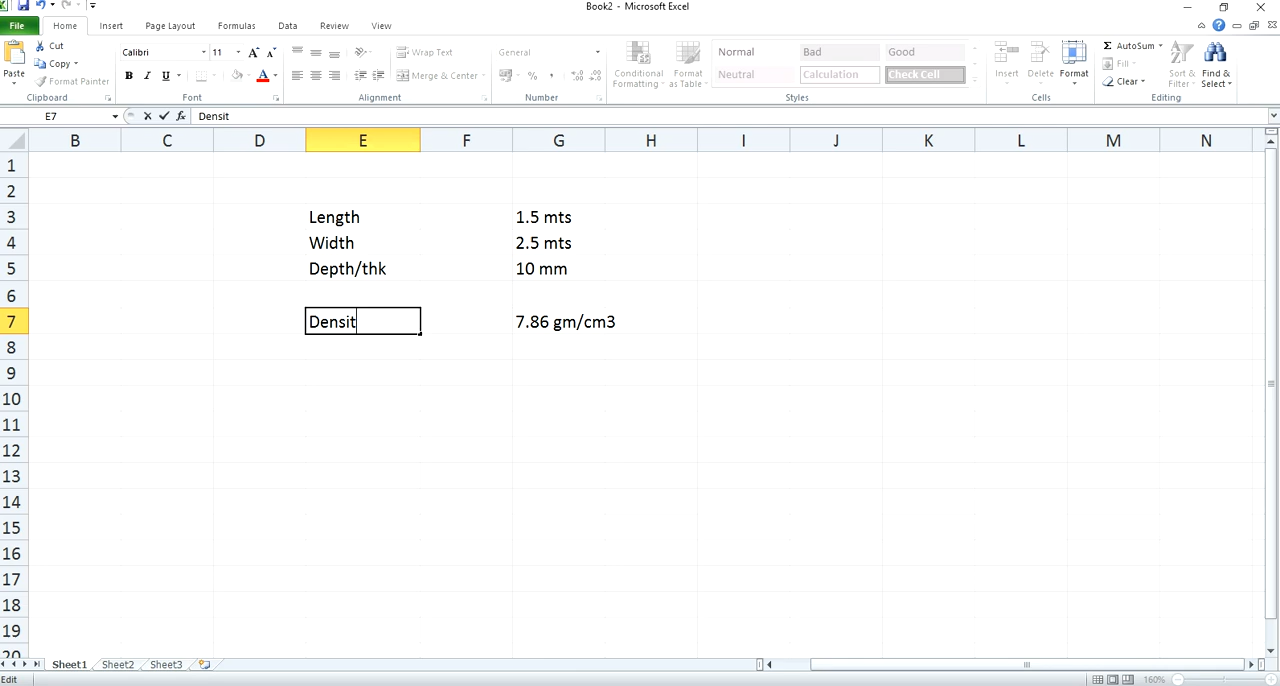 Book2 - Microsoft Excel
File Home Insert Page Layout Formulas Data Review View
Paste Cut Copy Format Painter Clipboard
Calibri 11 B I U A A A Font
Wrap Text Merge & Center Alignment
General % , Number
Conditional Formatting Format as Table Normal Bad Good Neutral Calculation Check Cell Styles
Insert Delete Format Cells
Σ AutoSum Fill Clear Sort & Filter Find & Select Editing
E7 fx Densit
B C D E F G H I J K L M N
1
2
3 Length 1.5 mts
4 Width 2.5 mts
5 Depth/thk 10 mm
6
7 Densit 7.86 gm/cm3
8
9
10
11
12
13
14
15
16
17
18
19
20
Sheet1 Sheet2 Sheet3
Edit 160%